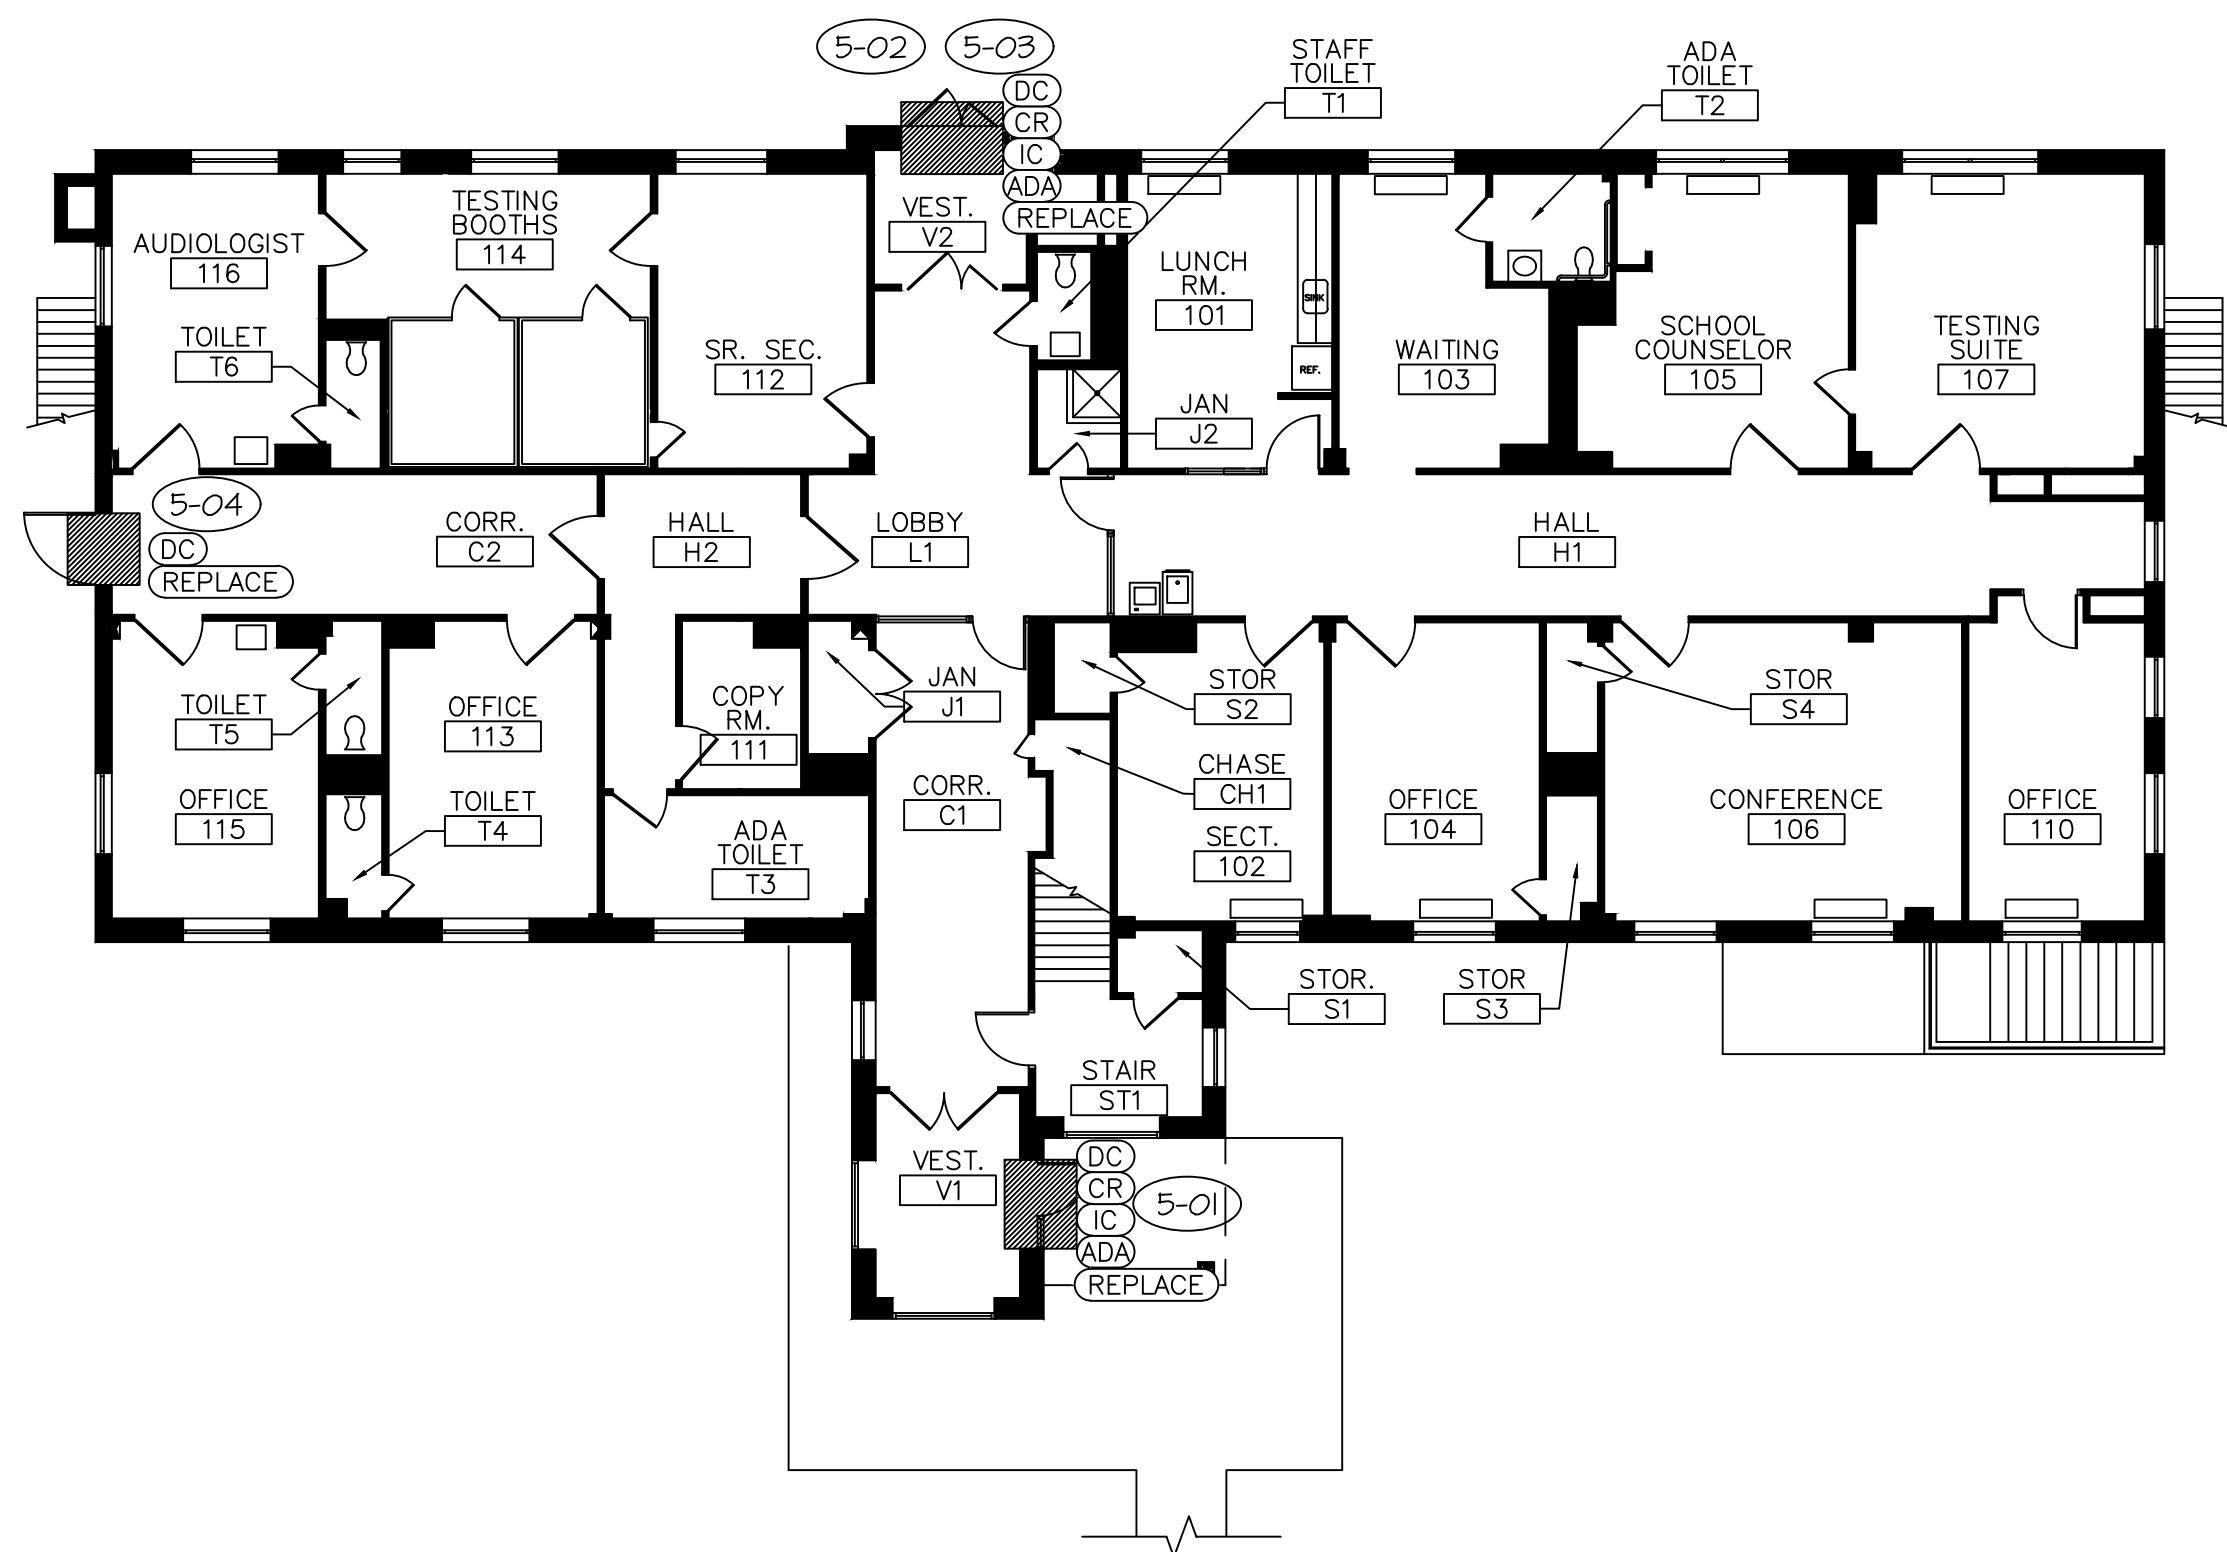 5-02 5-03
DC
CR
IC
ADA
REPLACE
STAFF
TOILET
T1
ADA
TOILET
T2
AUDIOLOGIST
116
TESTING
BOOTHS
114
VEST.
V2
LUNCH
RM.
101
SINK
REF.
TOILET
T6
SR. SEC.
112
JAN
J2
WAITING
103
SCHOOL
COUNSELOR
105
TESTING
SUITE
107
5-04
DC
REPLACE
CORR.
C2
HALL
H2
LOBBY
L1
HALL
H1
TOILET
T5
OFFICE
113
COPY
RM.
111
JAN
J1
STOR
S2
STOR
S4
OFFICE
115
TOILET
T4
ADA
TOILET
T3
CORR.
C1
CHASE
CH1
SECT.
102
OFFICE
104
CONFERENCE
106
OFFICE
110
STOR.
S1
STOR
S3
STAIR
ST1
VEST.
V1
DC
CR
IC
ADA
REPLACE
5-01